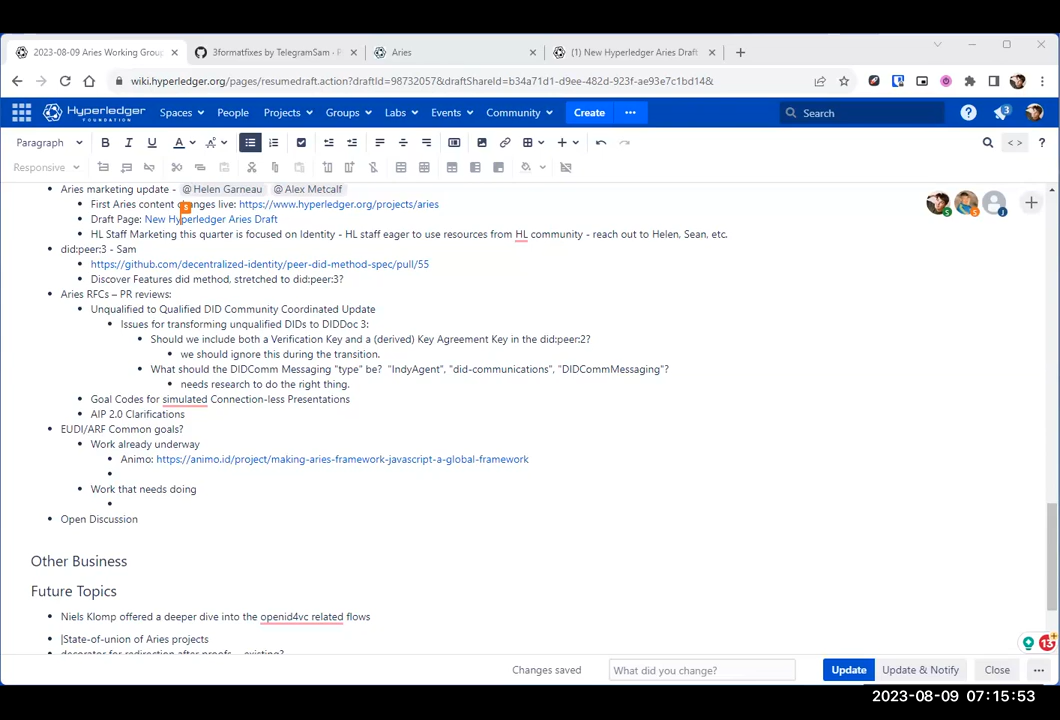 2023-08-09 Aries Working Grou
3formatfixes by TelegramSam - P
Aries
(1) New Hyperledger Aries Draft
wiki.hyperledger.org/pages/resumedraft.action?draftId=98732057&draftShareId=b34a71d1-d9ee-482d-923f-ae93e7c1bd14&
HYPERLEDGER FOUNDATION Spaces People Projects Groups Labs Events Community Create Search 3
Paragraph B I U A
Responsive
Aries marketing update - @Helen Garneau @Alex Metcalf
First Aries content changes live: https://www.hyperledger.org/projects/aries
S
Draft Page: New Hyperledger Aries Draft
HL Staff Marketing this quarter is focused on Identity - HL staff eager to use resources from HL community - reach out to Helen, Sean, etc.
did:peer:3 - Sam
https://github.com/decentralized-identity/peer-did-method-spec/pull/55
Discover Features did method, stretched to did:peer:3?
Aries RFCs – PR reviews:
Unqualified to Qualified DID Community Coordinated Update
Issues for transforming unqualified DIDs to DIDDoc 3:
Should we include both a Verification Key and a (derived) Key Agreement Key in the did:peer:2?
we should ignore this during the transition.
What should the DIDComm Messaging "type" be? "IndyAgent", "did-communications", "DIDCommMessaging"?
needs research to do the right thing.
Goal Codes for simulated Connection-less Presentations
AIP 2.0 Clarifications
EUDI/ARF Common goals?
Work already underway
Animo: https://animo.id/project/making-aries-framework-javascript-a-global-framework
Work that needs doing
Open Discussion
Other Business
Future Topics
Niels Klomp offered a deeper dive into the openid4vc related flows
State-of-union of Aries projects
decorator for redirection after proofs - existing?
13
Changes saved What did you change? Update Update & Notify Close
2023-08-09 07:15:53